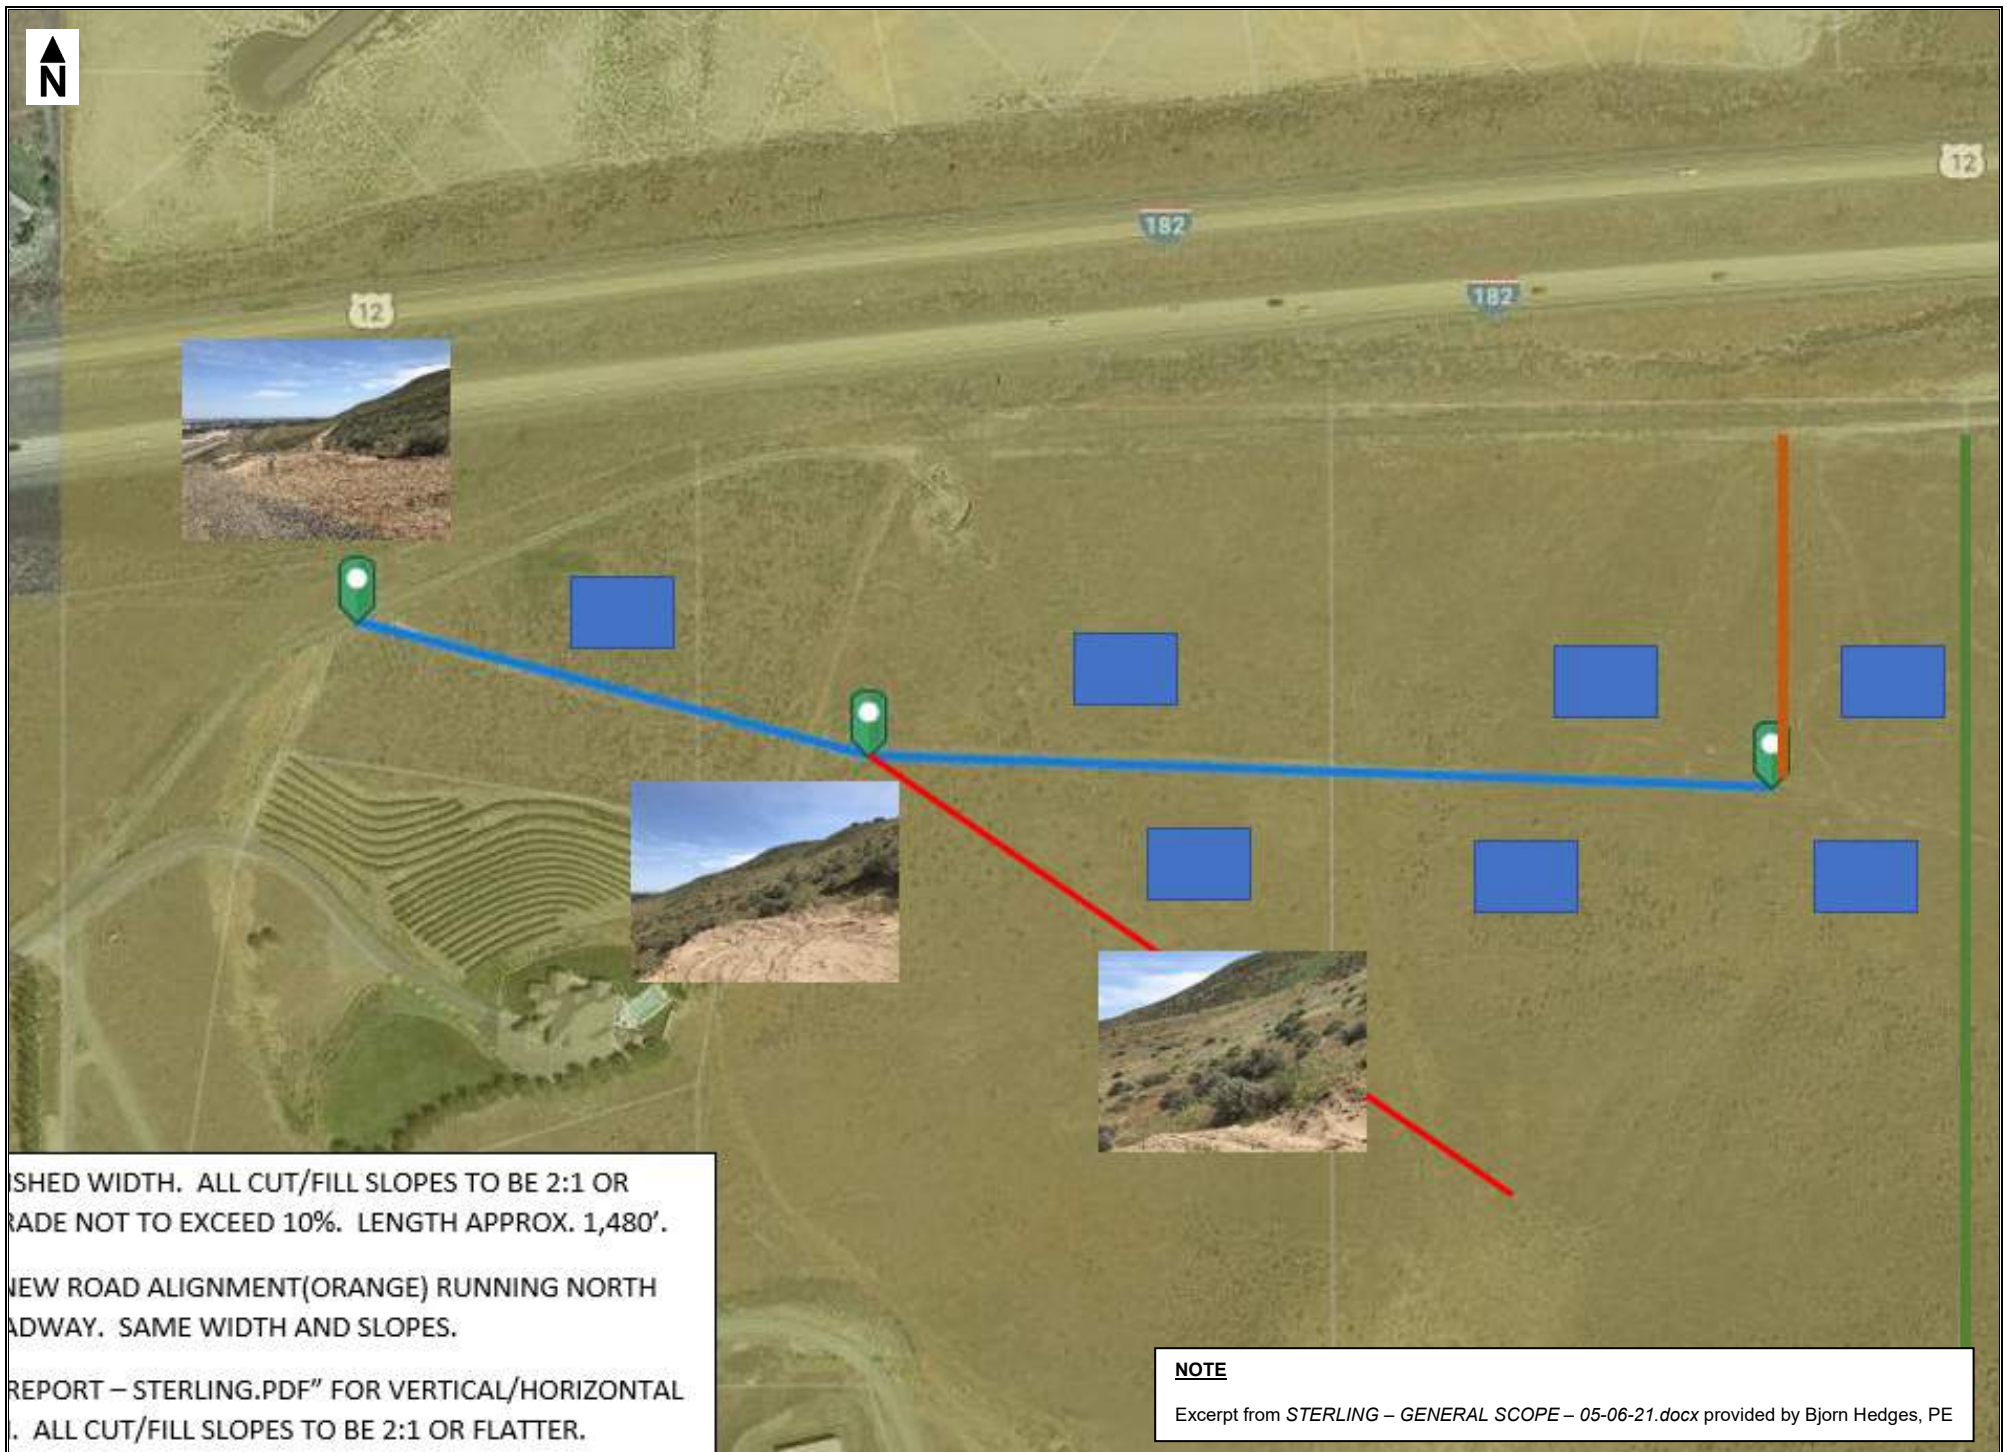 N
12
182
182
12
ISHED WIDTH. ALL CUT/FILL SLOPES TO BE 2:1 OR
RADE NOT TO EXCEED 10%. LENGTH APPROX. 1,480’.
NEW ROAD ALIGNMENT(ORANGE) RUNNING NORTH
ADWAY. SAME WIDTH AND SLOPES.
REPORT – STERLING.PDF” FOR VERTICAL/HORIZONTAL
. ALL CUT/FILL SLOPES TO BE 2:1 OR FLATTER.
NOTE
Excerpt from STERLING – GENERAL SCOPE – 05-06-21.docx provided by Bjorn Hedges, PE